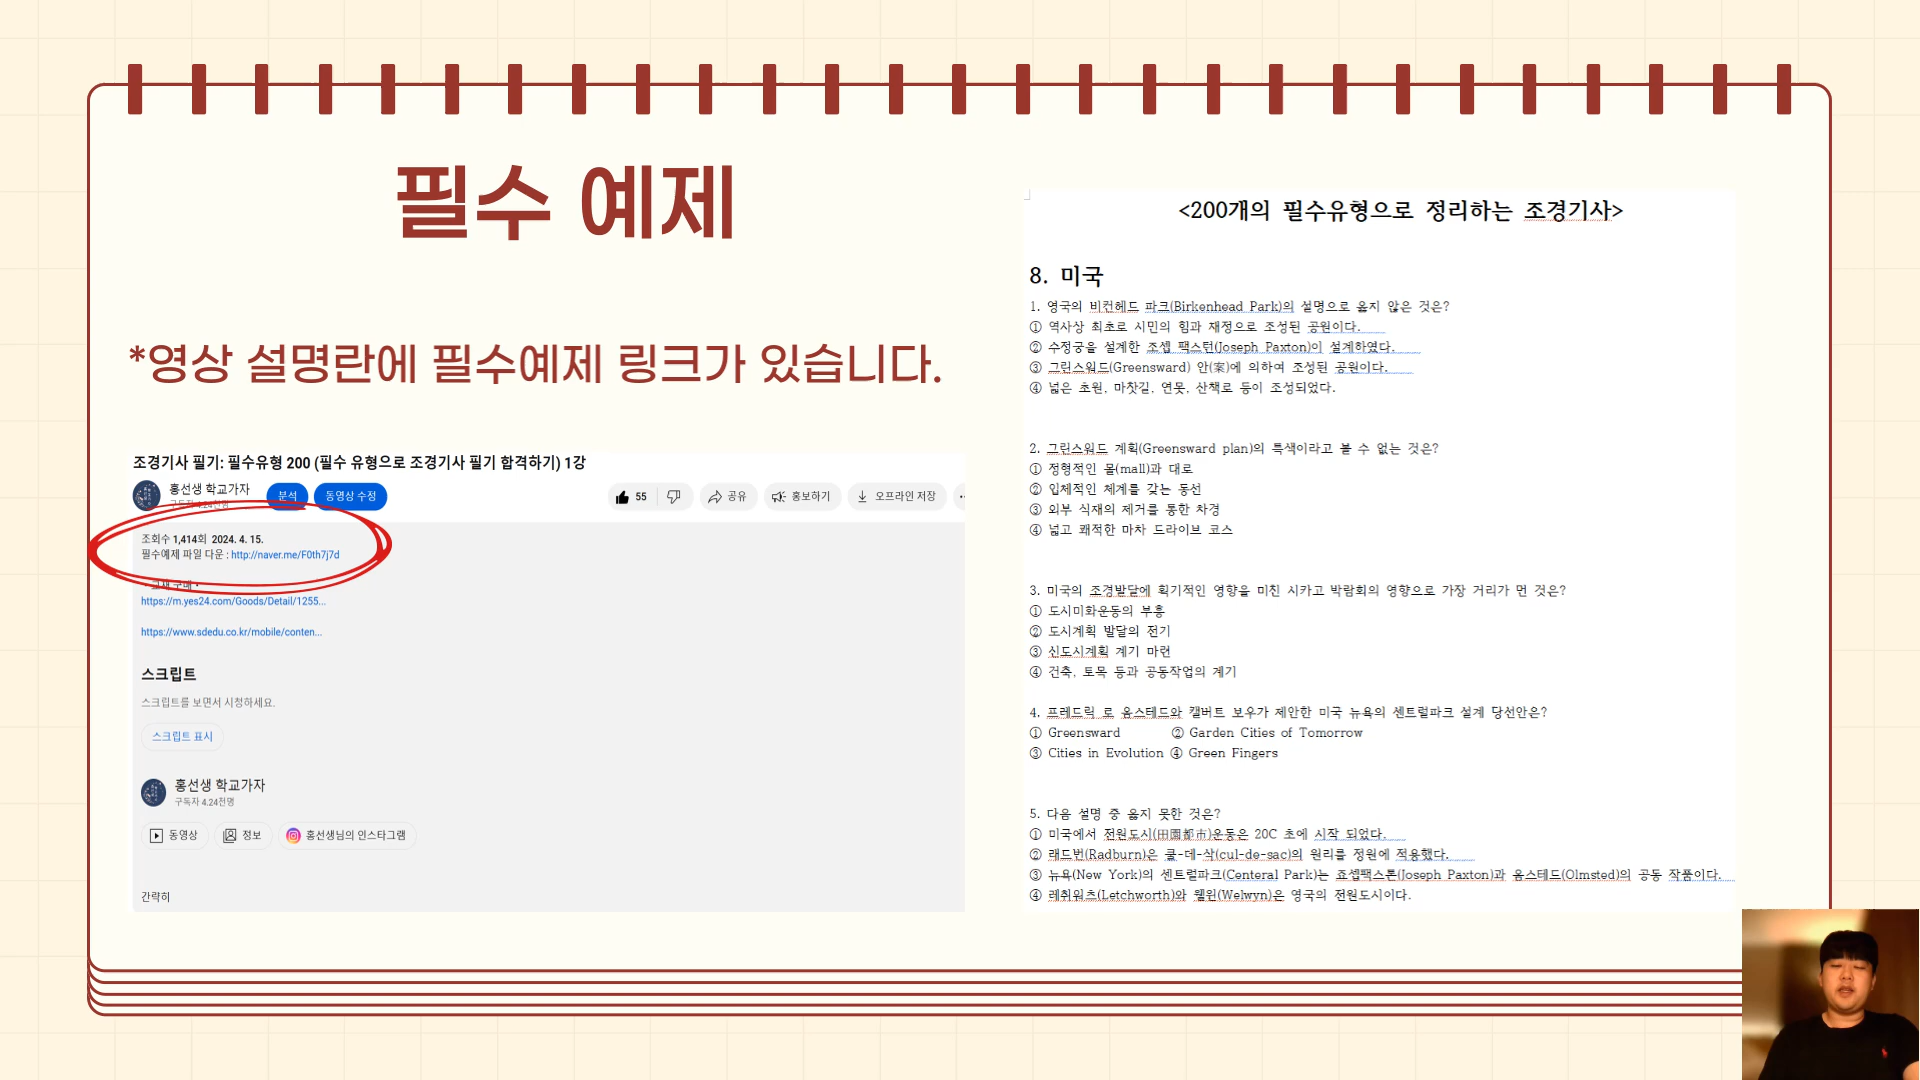 필수 예제
*영상 설명란에 필수예제 링크가 있습니다.
조경기사 필기: 필수유형 200 (필수 유형으로 조경기사 필기 합격하기) 1강
홍선생 학교가자
구독자 4.24천명
분석
동영상 수정
55
공유
홍보하기
오프라인 저장
조회수 1,414회 2024. 4. 15.
필수예제 파일 다운 : http://naver.me/F0th7j7d
교재 구매 •
https://m.yes24.com/Goods/Detail/1255...
https://www.sdedu.co.kr/mobile/conten...
스크립트
스크립트를 보면서 시청하세요.
스크립트 표시
홍선생 학교가자
구독자 4.24천명
동영상
정보
홍선생님의 인스타그램
간략히
<200개의 필수유형으로 정리하는 조경기사>
8. 미국
1. 영국의 비컨헤드 파크(Birkenhead Park)의 설명으로 옳지 않은 것은?
① 역사상 최초로 시민의 힘과 재정으로 조성된 공원이다.
② 수정궁을 설계한 조셉 팩스턴(Joseph Paxton)이 설계하였다.
③ 그린스워드(Greensward) 안(案)에 의하여 조성된 공원이다.
④ 넓은 초원, 마찻길, 연못, 산책로 등이 조성되었다.
2. 그린스워드 계획(Greensward plan)의 특색이라고 볼 수 없는 것은?
① 정형적인 몰(mall)과 대로
② 입체적인 체계를 갖는 동선
③ 외부 식재의 제거를 통한 차경
④ 넓고 쾌적한 마차 드라이브 코스
3. 미국의 조경발달에 획기적인 영향을 미친 시카고 박람회의 영향으로 가장 거리가 먼 것은?
① 도시미화운동의 부흥
② 도시계획 발달의 전기
③ 신도시계획 계기 마련
④ 건축, 토목 등과 공동작업의 계기
4. 프레드릭 로 옴스테드와 캘버트 보우가 제안한 미국 뉴욕의 센트럴파크 설계 당선안은?
① Greensward ② Garden Cities of Tomorrow
③ Cities in Evolution ④ Green Fingers
5. 다음 설명 중 옳지 못한 것은?
① 미국에서 전원도시(田園都市)운동은 20C 초에 시작 되었다.
② 래드번(Radburn)은 쿨-데-삭(cul-de-sac)의 원리를 정원에 적용했다.
③ 뉴욕(New York)의 센트럴파크(Centeral Park)는 죠셉팩스톤(Joseph Paxton)과 옴스테드(Olmsted)의 공동 작품이다.
④ 레취워츠(Letchworth)와 웰윈(Welwyn)은 영국의 전원도시이다.